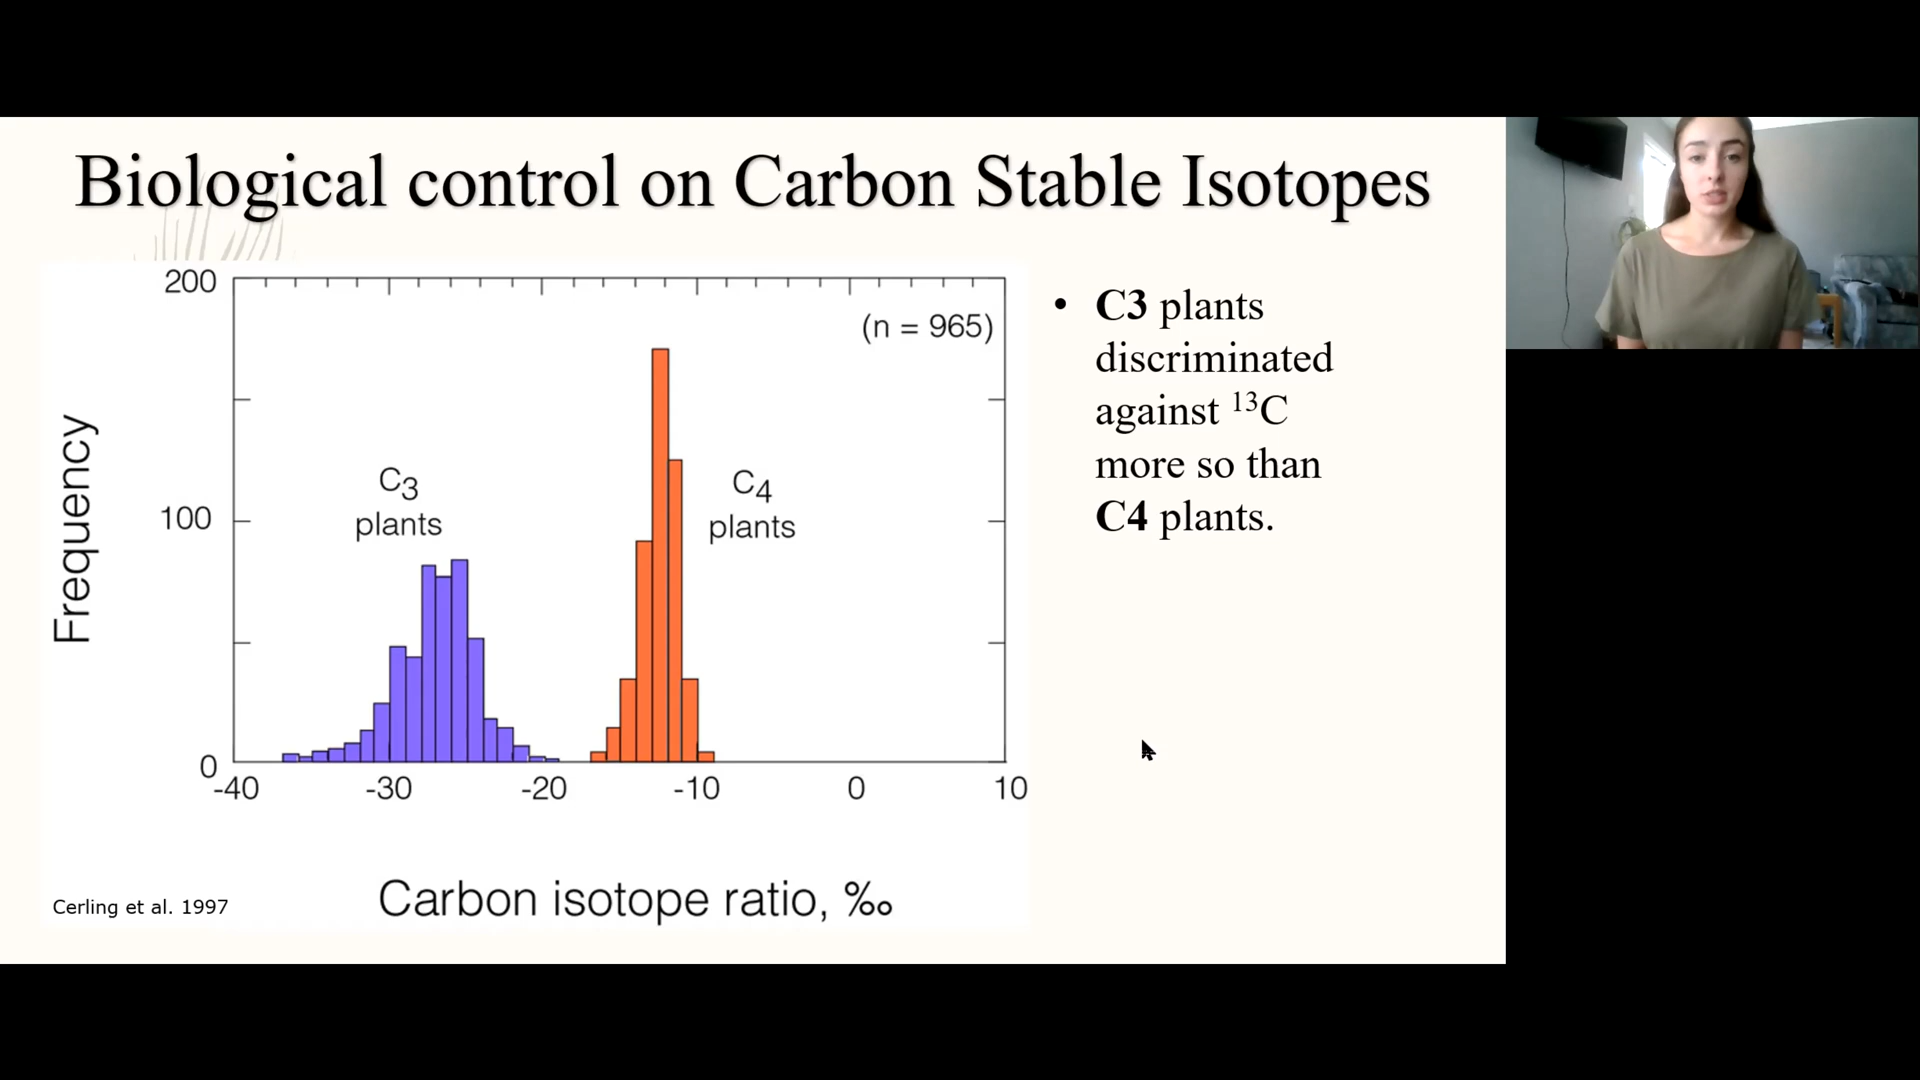 Biological control on Carbon Stable Isotopes
200
(n = 965)
C3
plants
C4
plants
100
Frequency
0
-40 -30 -20 -10 0 10
Carbon isotope ratio, ‰
Cerling et al. 1997
• C3 plants
discriminated
against ¹³C
more so than
C4 plants.